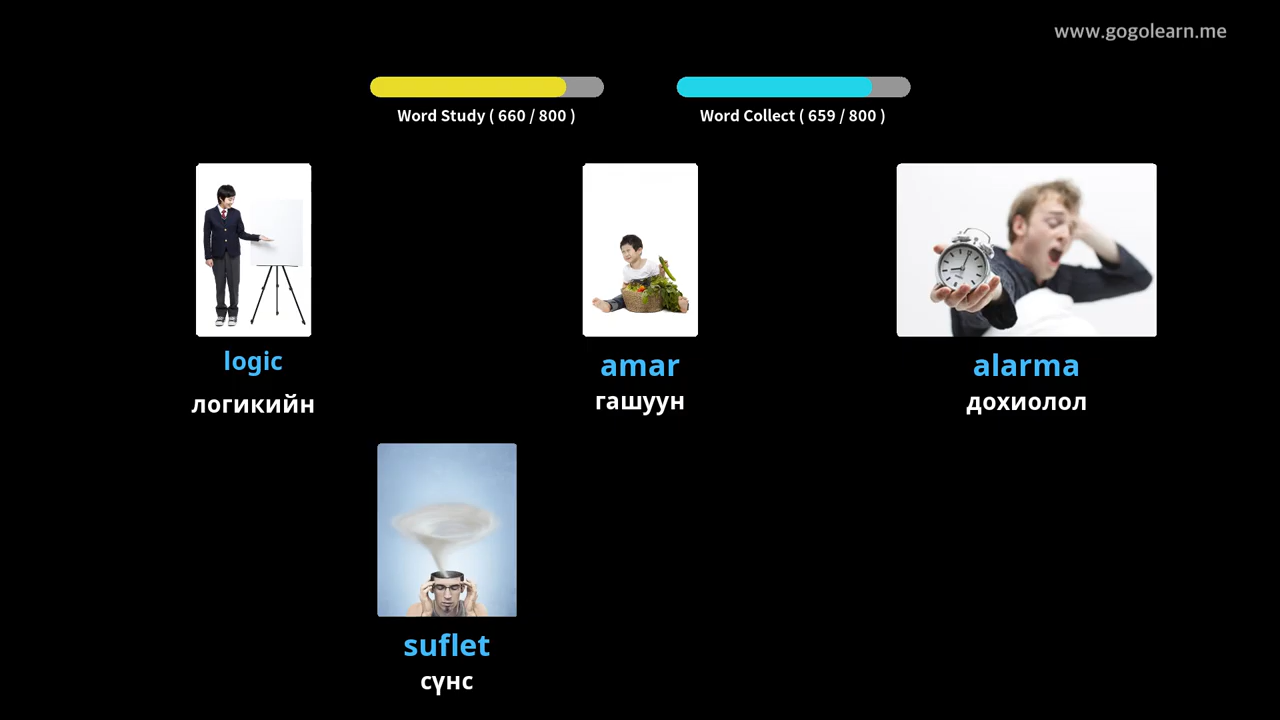 www.gogolearn.me
Word Study ( 660 / 800 )
Word Collect ( 659 / 800 )
logic
логикийн
amar
гашуун
alarma
дохиолол
suflet
сүнс